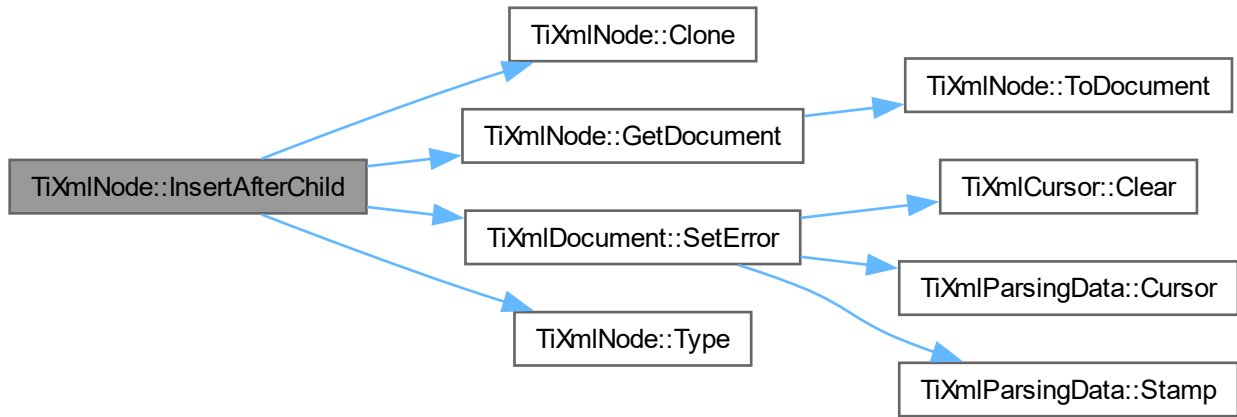 TiXmlNode::Clone
TiXmlNode::ToDocument
TiXmlNode::GetDocument
TiXmlNode::InsertAfterChild
TiXmlCursor::Clear
TiXmlDocument::SetError
TiXmlParsingData::Cursor
TiXmlNode::Type
TiXmlParsingData::Stamp